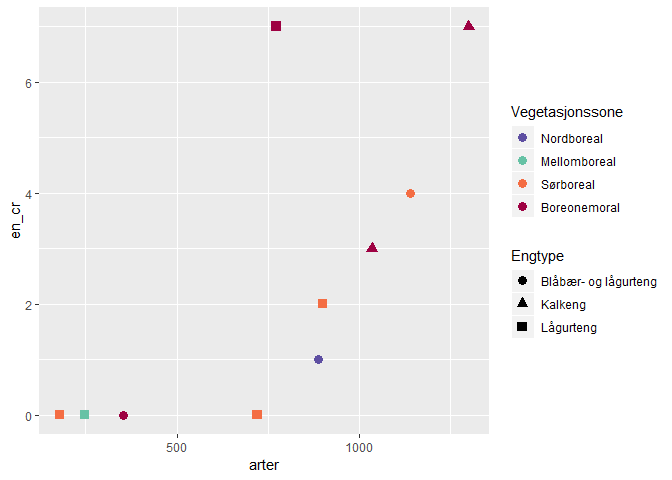 6
4
2
0
en_cr
500
1000
arter
Vegetasjonssone
Nordboreal
Mellomboreal
Sørboreal
Boreonemoral
Engtype
Blåbær- og lågurteng
Kalkeng
Lågurteng